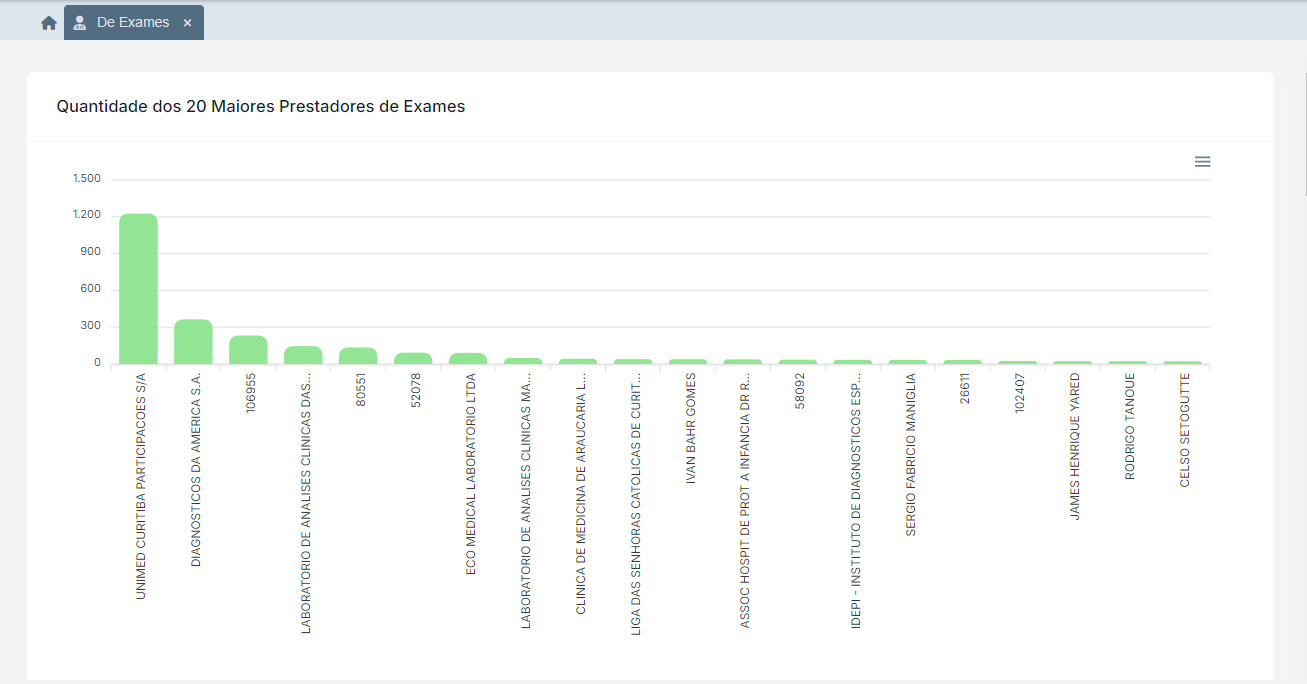 De Exames ×
Quantidade dos 20 Maiores Prestadores de Exames
1.500
1.200
900
600
300
0
UNIMED CURITIBA PARTICIPACOES S/A
DIAGNOSTICOS DA AMERICA S.A.
106955
LABORATORIO DE ANALISES CLINICAS DAS...
80551
52078
ECO MEDICAL LABORATORIO LTDA
LABORATORIO DE ANALISES CLINICAS MA...
CLINICA DE MEDICINA DE ARAUCARIA L...
LIGA DAS SENHORAS CATOLICAS DE CURIT...
IVAN BAHR GOMES
ASSOC HOSPIT DE PROT A INFANCIA DR R...
58092
IDEPI - INSTITUTO DE DIAGNOSTICOS ESP...
SERGIO FABRICIO MANIGLIA
26611
102407
JAMES HENRIQUE YARED
RODRIGO TANOUE
CELSO SETOGUTTE